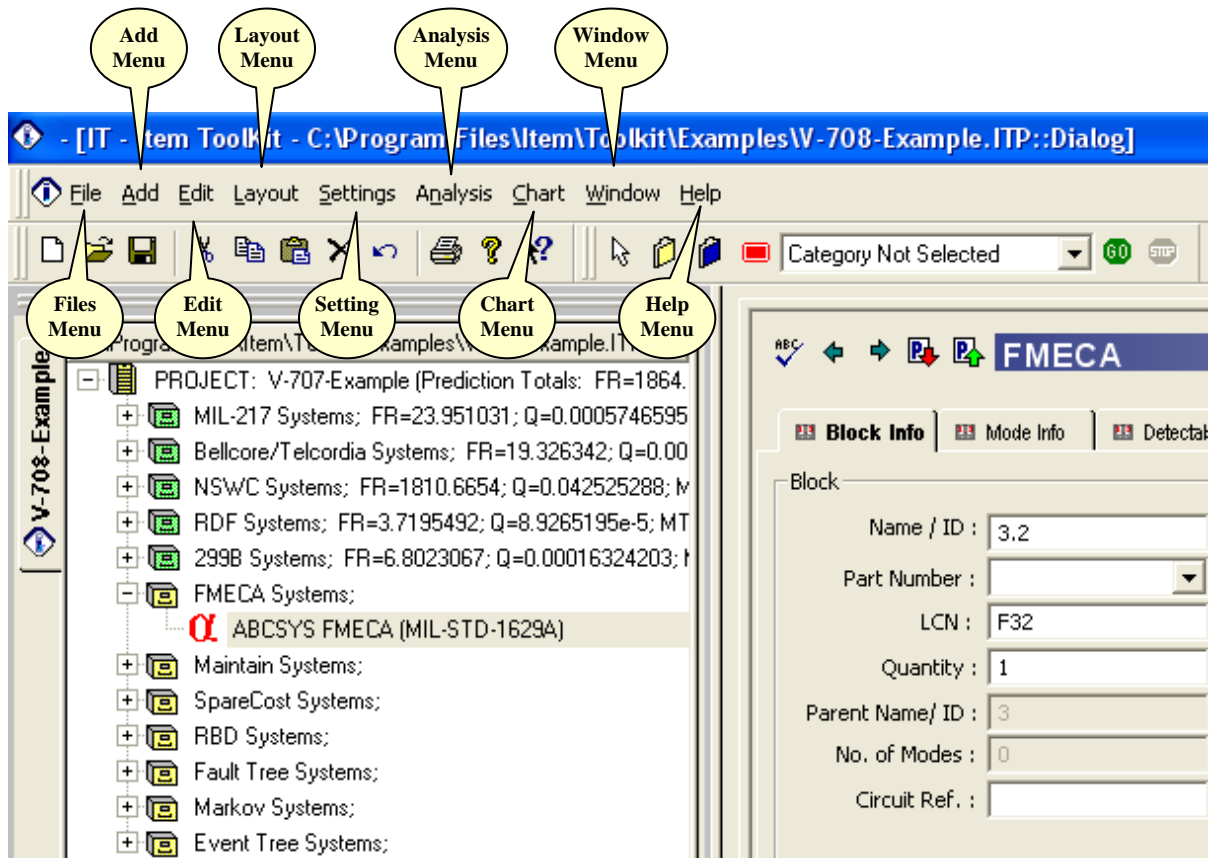 Add Menu
Layout Menu
Analysis Menu
Window Menu
- [IT - Item ToolKit - C:\Program Files\Item\Toolkit\Examples\V-708-Example.ITP::Dialog]
File Add Edit Layout Settings Analysis Chart Window Help
Category Not Selected
GO
STOP
Files Menu
Edit Menu
Setting Menu
Chart Menu
Help Menu
V-708-Example
PROJECT: V-707-Example (Prediction Totals: FR=1864.
MIL-217 Systems; FR=23.951031; Q=0.0005746595
Bellcore/Telcordia Systems; FR=19.326342; Q=0.00
NSWC Systems; FR=1810.6654; Q=0.042525288; M
RDF Systems; FR=3.7195492; Q=8.9265195e-5; MT
299B Systems; FR=6.8023067; Q=0.00016324203;
FMECA Systems;
α ABCSYS FMECA (MIL-STD-1629A)
Maintain Systems;
SpareCost Systems;
RBD Systems;
Fault Tree Systems;
Markov Systems;
Event Tree Systems;
ABC
P
P
FMECA
Block Info
Mode Info
Detectab
Block
Name / ID : 3.2
Part Number :
LCN : F32
Quantity : 1
Parent Name/ ID : 3
No. of Modes : 0
Circuit Ref. :